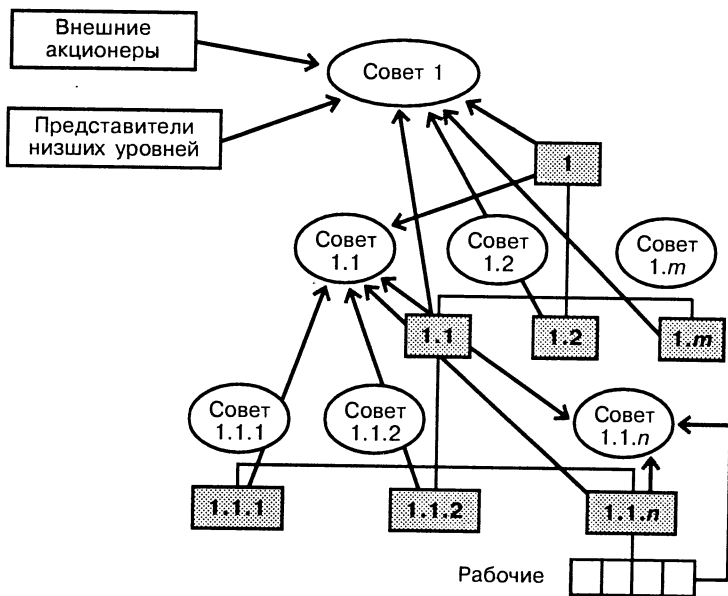 Внешние
акционеры
Совет 1
Представители
низших уровней
1
Совет
1.1
Совет
1.2
Совет
1.m
1.1
1.2
1.m
Совет
1.1.1
Совет
1.1.2
Совет
1.1.n
1.1.1
1.1.2
1.1.n
Рабочие